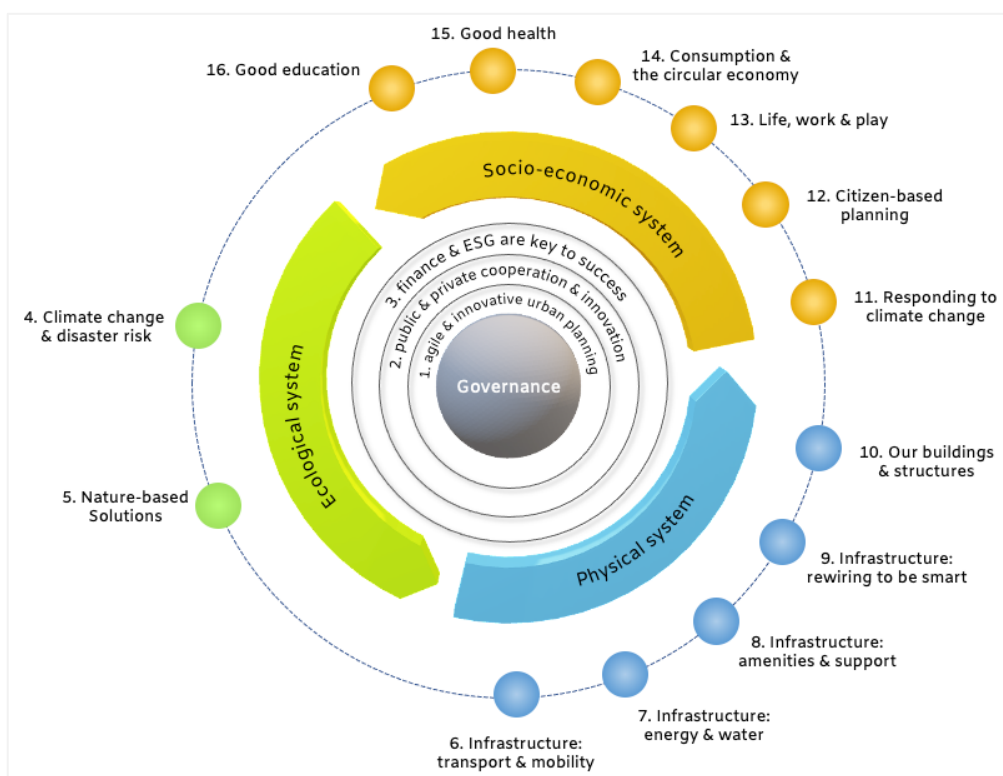 15. Good health
16. Good education
14. Consumption &
the circular economy
13. Life, work & play
12. Citizen-based
planning
11. Responding to
climate change
Socio-economic system
3. finance & ESG are key to success
2. public & private cooperation & innovation
1. agile & innovative urban planning
Governance
4. Climate change
& disaster risk
Ecological system
5. Nature-based
Solutions
Physical system
10. Our buildings
& structures
9. Infrastructure:
rewiring to be smart
8. Infrastructure:
amenities & support
7. Infrastructure:
energy & water
6. Infrastructure:
transport & mobility